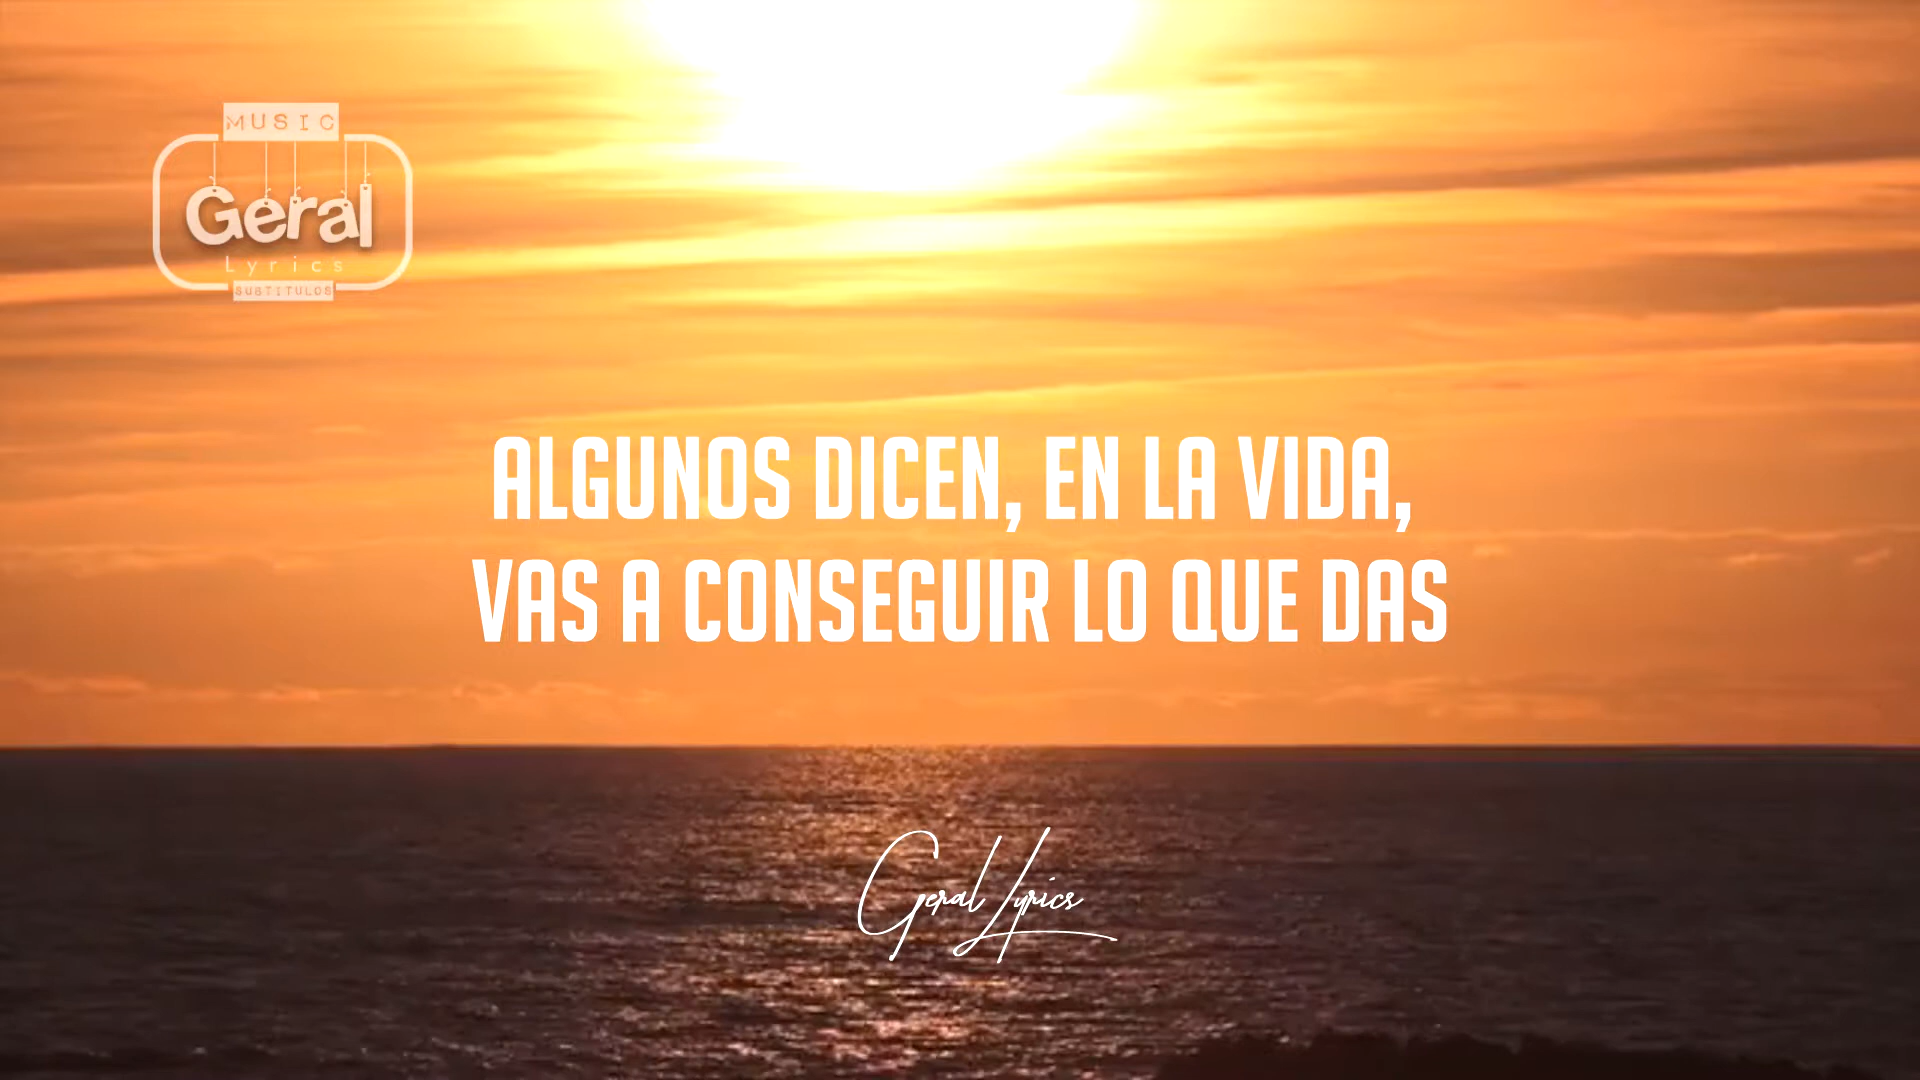 MUSIC
Geral
Lyrics
SUBTITULOS
ALGUNOS DICEN, EN LA VIDA,
VAS A CONSEGUIR LO QUE DAS
Geral Lyrics